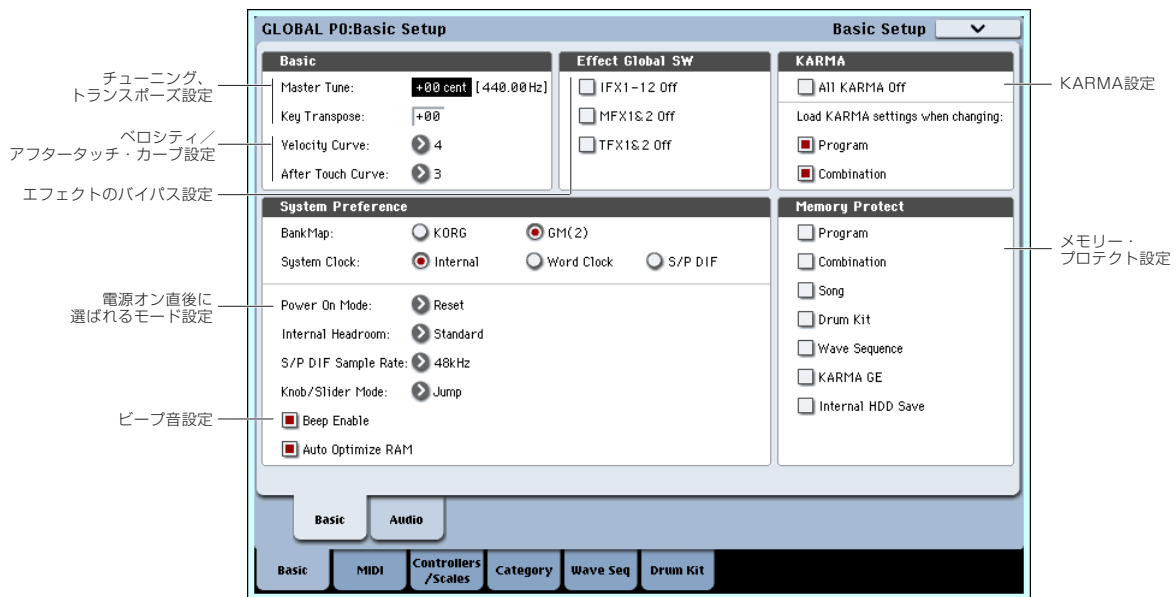 GLOBAL P0:Basic Setup
Basic Setup
Basic
Master Tune: +00 cent [440.00Hz]
Key Transpose: +00
Velocity Curve: 4
After Touch Curve: 3
Effect Global SW
IFX1-12 Off
MFX1&2 Off
TFX1&2 Off
KARMA
All KARMA Off
Load KARMA settings when changing:
Program
Combination
System Preference
BankMap: KORG GM(2)
System Clock: Internal Word Clock S/P DIF
Power On Mode: Reset
Internal Headroom: Standard
S/P DIF Sample Rate: 48kHz
Knob/Slider Mode: Jump
Beep Enable
Auto Optimize RAM
Memory Protect
Program
Combination
Song
Drum Kit
Wave Sequence
KARMA GE
Internal HDD Save
Basic
Audio
Basic
MIDI
Controllers
/Scales
Category
Wave Seq
Drum Kit
チューニング、
トランスポーズ設定
ベロシティ／
アフタータッチ・カーブ設定
エフェクトのバイパス設定
電源オン直後に
選ばれるモード設定
ビープ音設定
KARMA設定
メモリー・
プロテクト設定